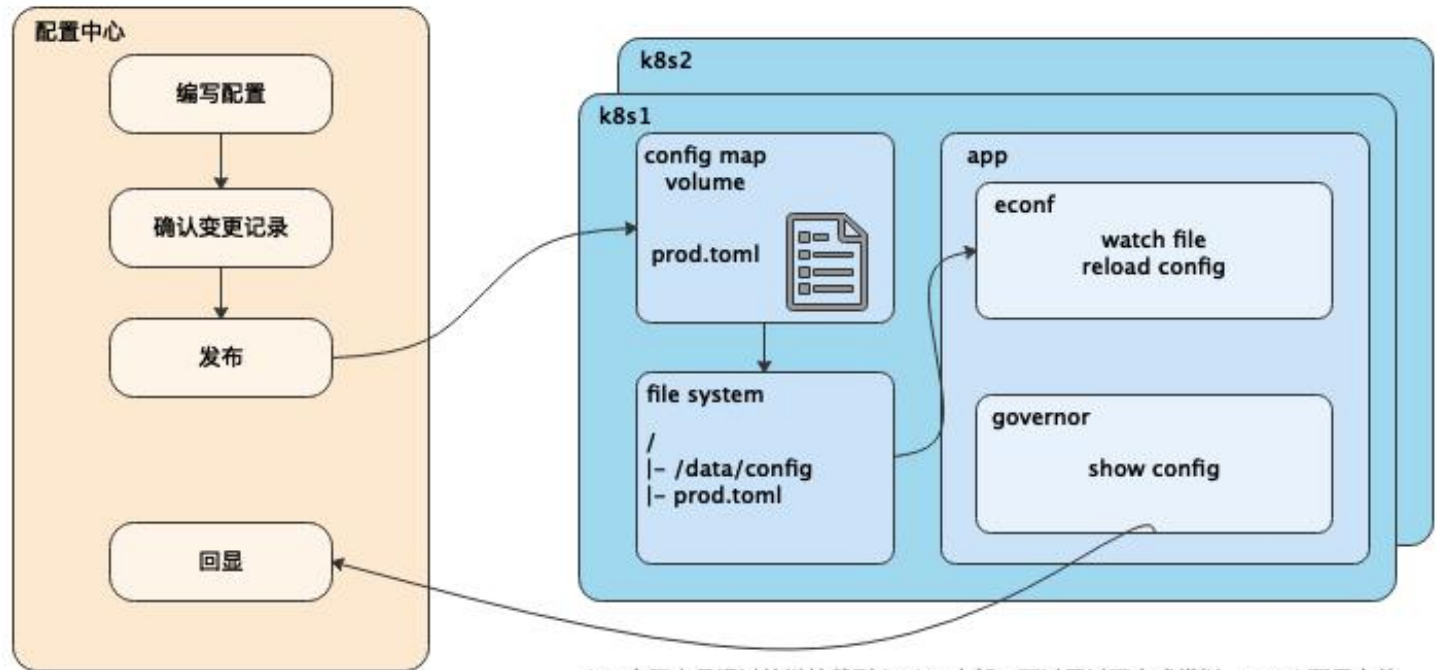 配置中心
编写配置
确认变更记录
发布
回显
k8s2
k8s1
config map
volume
prod.toml
file system
/
|- /data/config
|- prod.toml
app
econf
watch file
reload config
governor
show config